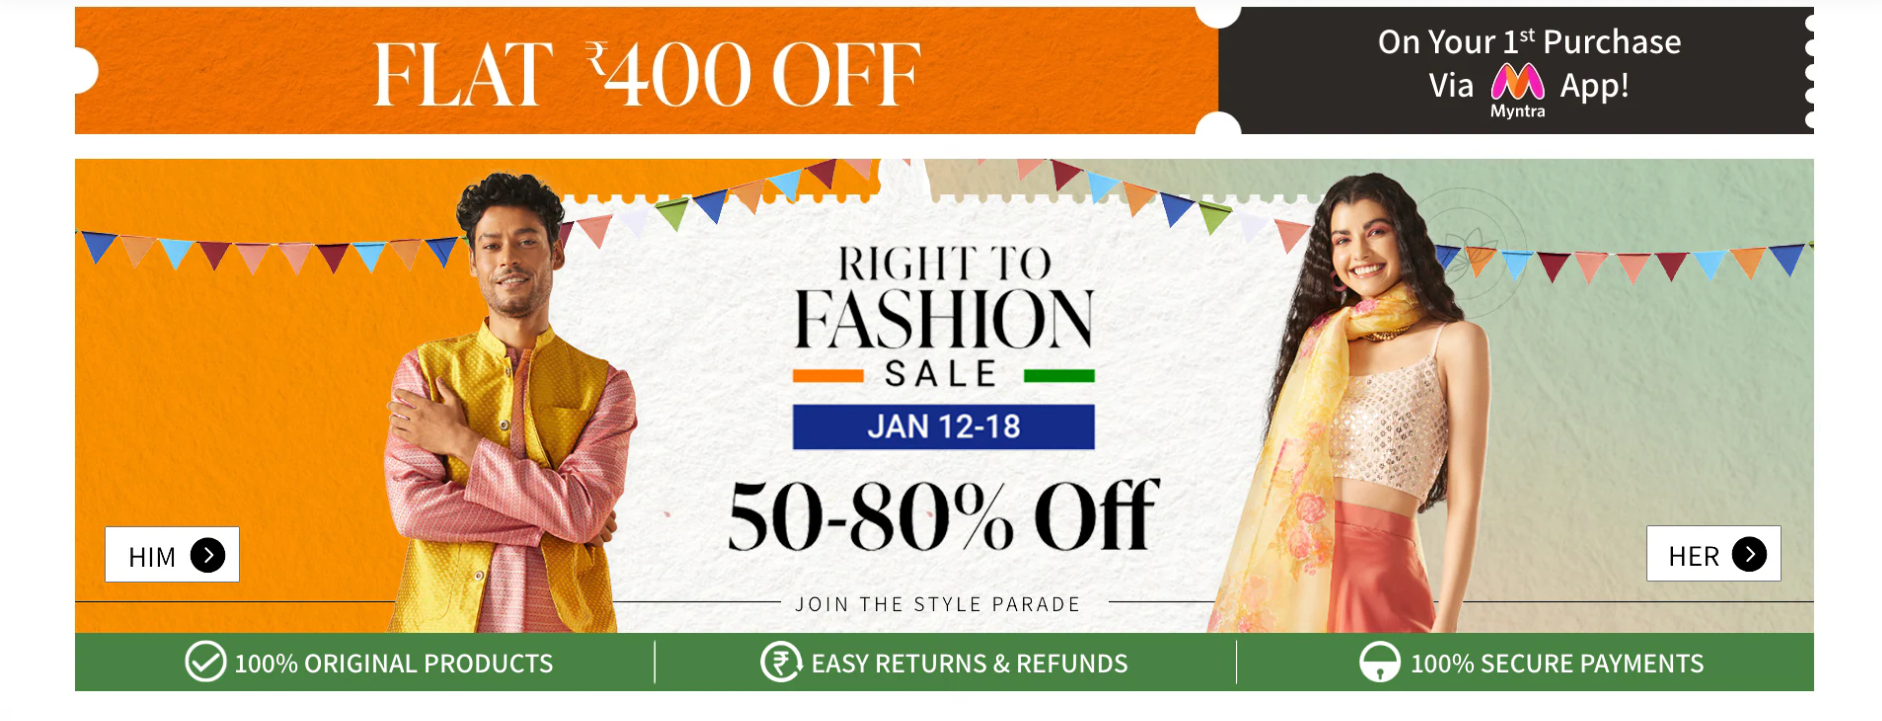 FLAT ₹400 OFF
On Your 1st Purchase
Via Myntra App!
RIGHT TO
FASHION
SALE
JAN 12-18
50-80% Off
HIM
HER
JOIN THE STYLE PARADE
100% ORIGINAL PRODUCTS
EASY RETURNS & REFUNDS
100% SECURE PAYMENTS